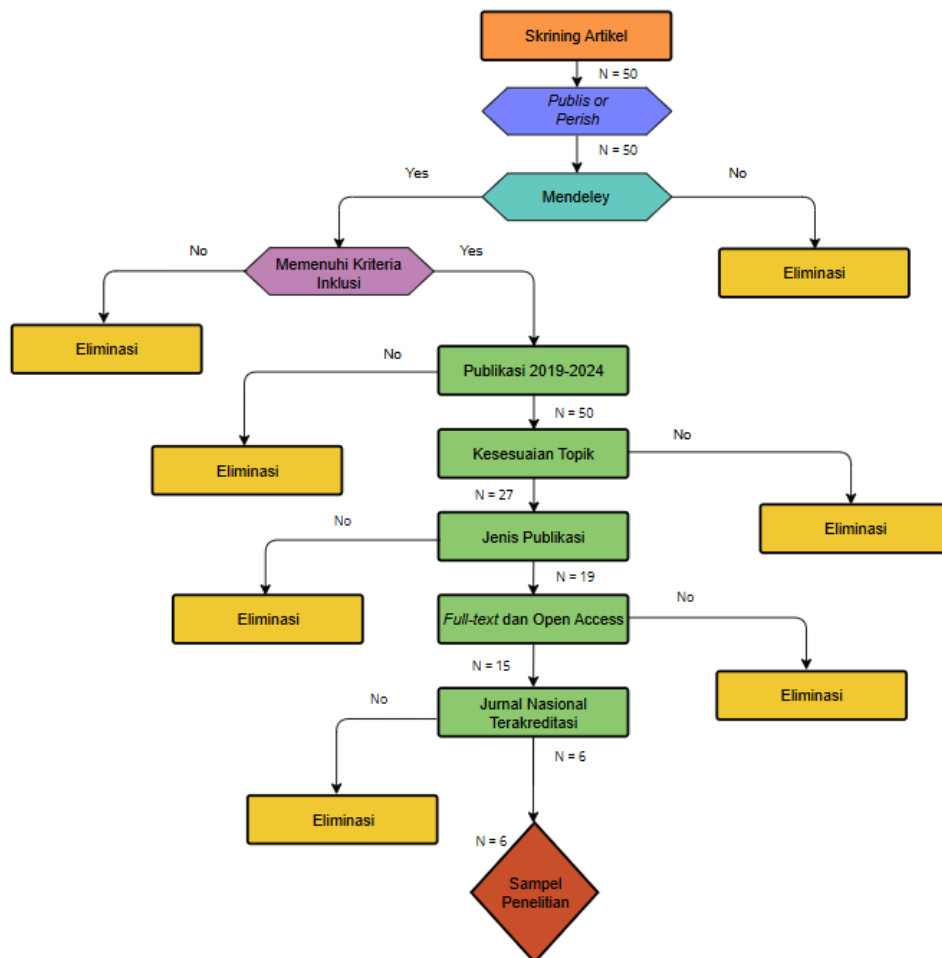 Skrining Artikel
N = 50
Publis or
Perish
N = 50
Yes
No
Mendeley
No
Yes
Memenuhi Kriteria
Inklusi
Eliminasi
Eliminasi
No
Publikasi 2019-2024
N = 50
No
Kesesuaian Topik
Eliminasi
N = 27
No
Jenis Publikasi
Eliminasi
N = 19
No
Eliminasi
Full-text dan Open Access
N = 15
Eliminasi
No
Jurnal Nasional
Terakreditasi
N = 6
Eliminasi
N = 6
Sampel
Penelitian